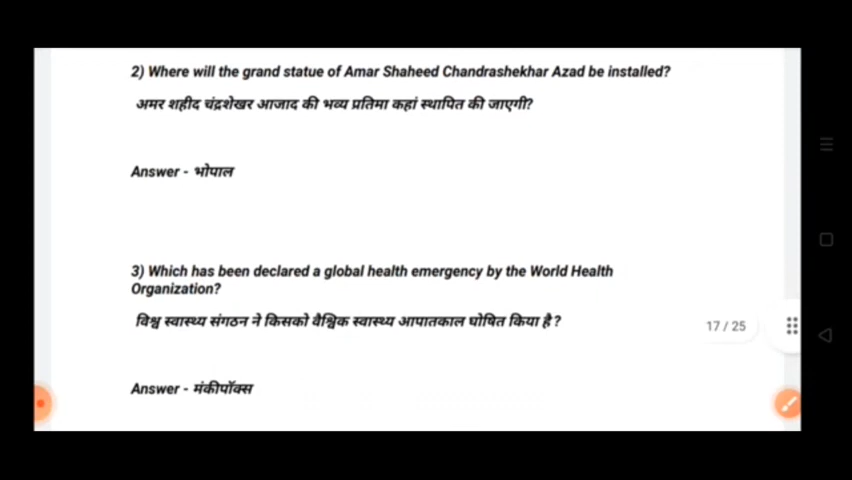 2) Where will the grand statue of Amar Shaheed Chandrashekhar Azad be installed?
अमर शहीद चंद्रशेखर आजाद की भव्य प्रतिमा कहां स्थापित की जाएगी?
Answer - भोपाल
3) Which has been declared a global health emergency by the World Health
Organization?
विश्व स्वास्थ्य संगठन ने किसको वैश्विक स्वास्थ्य आपातकाल घोषित किया है?
17 / 25
Answer - मंकीपॉक्स